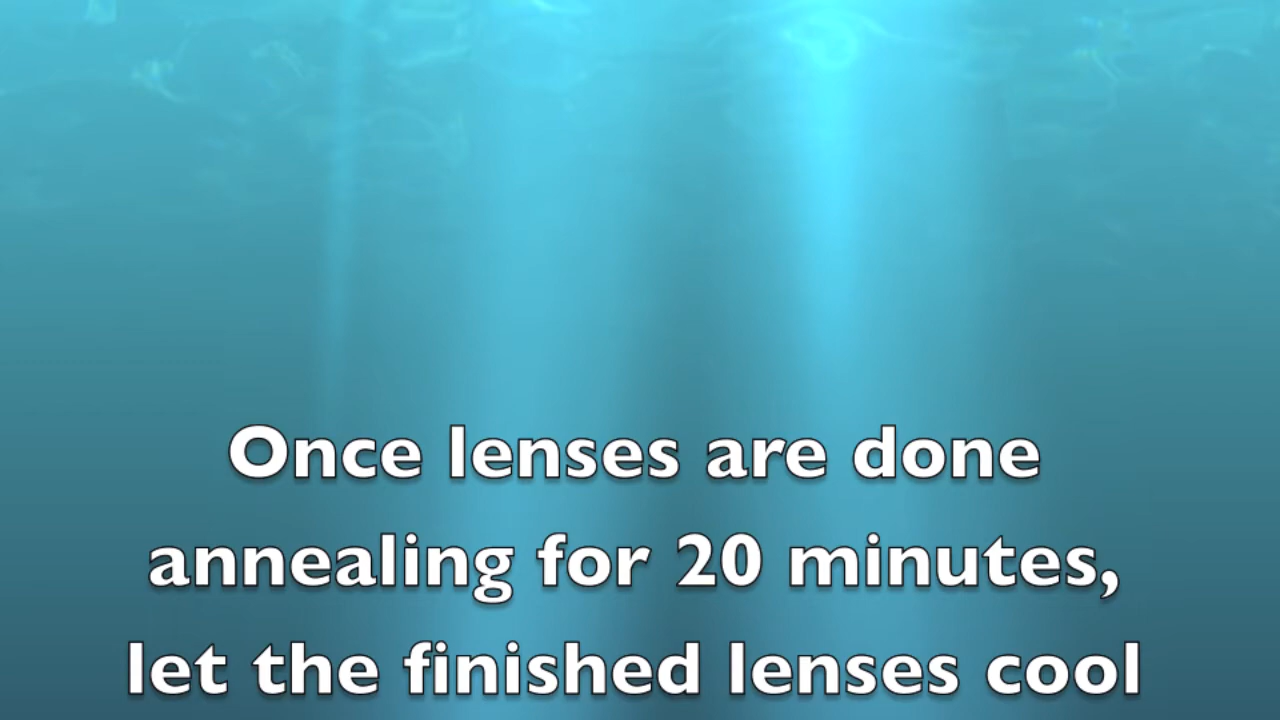 Once lenses are done
annealing for 20 minutes,
let the finished lenses cool